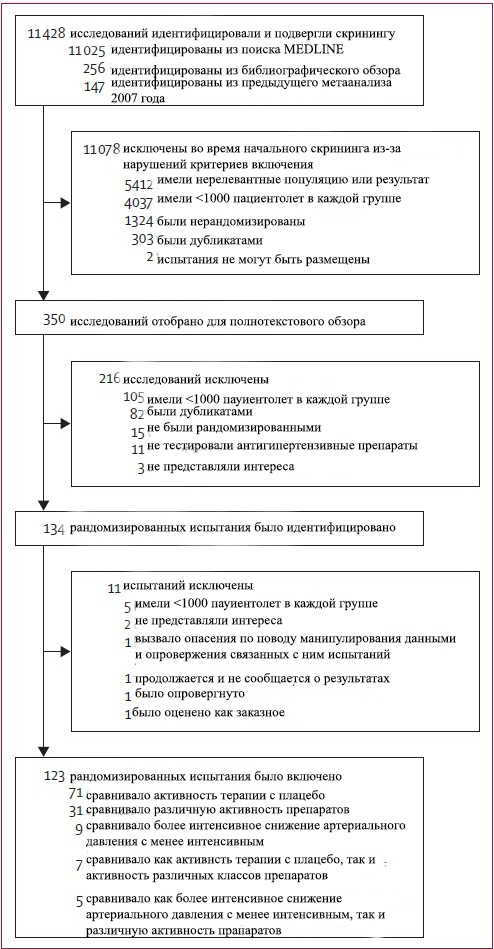 11428 исследований идентифицировали и подвергли скринингу
11025 идентифицированы из поиска MEDLINE
256 идентифицированы из библиографического обзора
147 идентифицированы из предыдущего метаанализа
2007 года
11078 исключены во время начального скрининга из-за
нарушений критериев включения
5412 имели нерелевантные популяцию или результат
4037 имели <1000 пациентолет в каждой группе
1324 были нерандомизированы
303 были дубликатами
2 испытания не могут быть размещены
350 исследований отобрано для полнотекстового обзора
216 исследований исключены
105 имели <1000 пауиентолет в каждой группе
82 были дубликатами
15 не были рандомизированными
11 не тестировали антигипертензивные препараты
3 не представляли интереса
134 рандомизированных испытания было идентифицировано
11 испытаний исключены
5 имели <1000 пауиентолет в каждой группе
2 не представляли интереса
1 вызвало опасения по поводу манипулирования данными
и опровержения связанных с ним испытаний
1 продолжается и не сообщается о результатах
1 было опровергнуто
1 было оценено как заказное
123 рандомизированных испытания было включено
71 сравнивало активность терапии с плацебо
31 сравнивало различную активность препаратов
9 сравнивало более интенсивное снижение артериального
давления с менее интенсивным
7 сравнивало как активнсть терапии с плацебо, так и
активность различных классов препаратов
5 сравнивало как более интенсивное снижение
артериального давления с менее интенсивным, так и
различную активность прапаратов